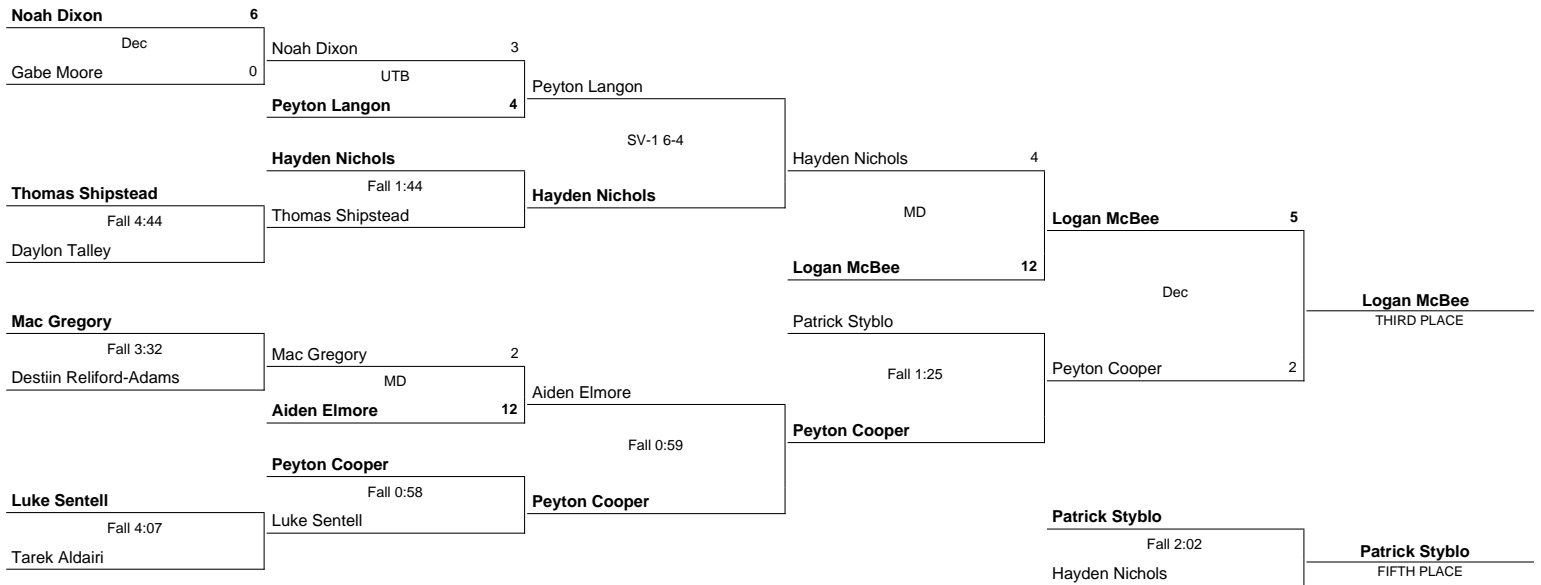 Noah Dixon 6
Dec
Gabe Moore 0
Thomas Shipstead
Fall 4:44
Daylon Talley
Mac Gregory
Fall 3:32
Destiin Reliford-Adams
Luke Sentell
Fall 4:07
Tarek Aldairi
Noah Dixon 3
UTB
Peyton Langon 4
Hayden Nichols
Fall 1:44
Thomas Shipstead
Mac Gregory 2
MD
Aiden Elmore 12
Peyton Cooper
Fall 0:58
Luke Sentell
Peyton Langon
SV-1 6-4
Hayden Nichols
Aiden Elmore
Fall 0:59
Peyton Cooper
Hayden Nichols 4
MD
Logan McBee 12
Patrick Styblo
Fall 1:25
Peyton Cooper
Logan McBee 5
Dec
Peyton Cooper 2
Logan McBee
THIRD PLACE
Patrick Styblo
Fall 2:02
Hayden Nichols
Patrick Styblo
FIFTH PLACE